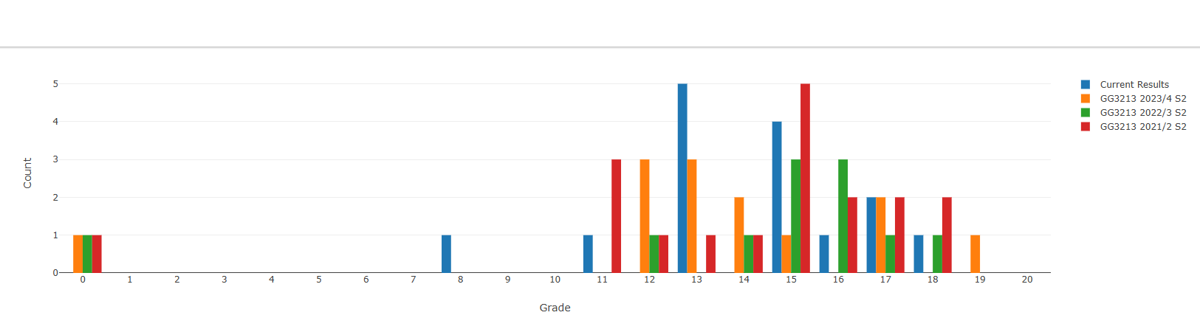 5
4
3
2
1
0
Count
0 1 2 3 4 5 6 7 8 9 10 11 12 13 14 15 16 17 18 19 20
Grade
Current Results
GG3213 2023/4 S2
GG3213 2022/3 S2
GG3213 2021/2 S2